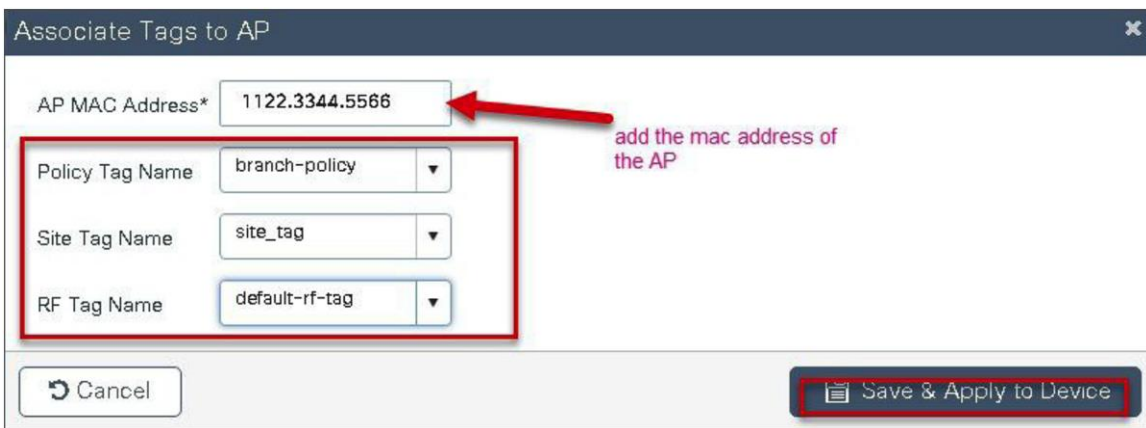 Associate Tags to AP
AP MAC Address* 1122.3344.5566
add the mac address of
the AP
Policy Tag Name branch-policy
Site Tag Name site_tag
RF Tag Name default-rf-tag
Cancel Save & Apply to Device